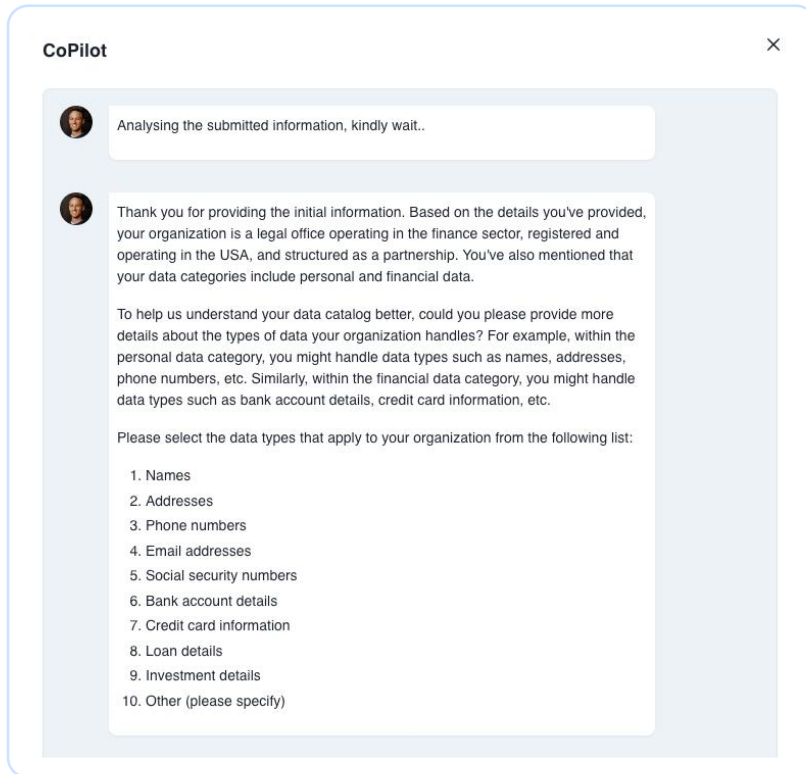 CoPilot
Analysing the submitted information, kindly wait..
Thank you for providing the initial information. Based on the details you've provided,
your organization is a legal office operating in the finance sector, registered and
operating in the USA, and structured as a partnership. You've also mentioned that
your data categories include personal and financial data.
To help us understand your data catalog better, could you please provide more
details about the types of data your organization handles? For example, within the
personal data category, you might handle data types such as names, addresses,
phone numbers, etc. Similarly, within the financial data category, you might handle
data types such as bank account details, credit card information, etc.
Please select the data types that apply to your organization from the following list:
1. Names
2. Addresses
3. Phone numbers
4. Email addresses
5. Social security numbers
6. Bank account details
7. Credit card information
8. Loan details
9. Investment details
10. Other (please specify)